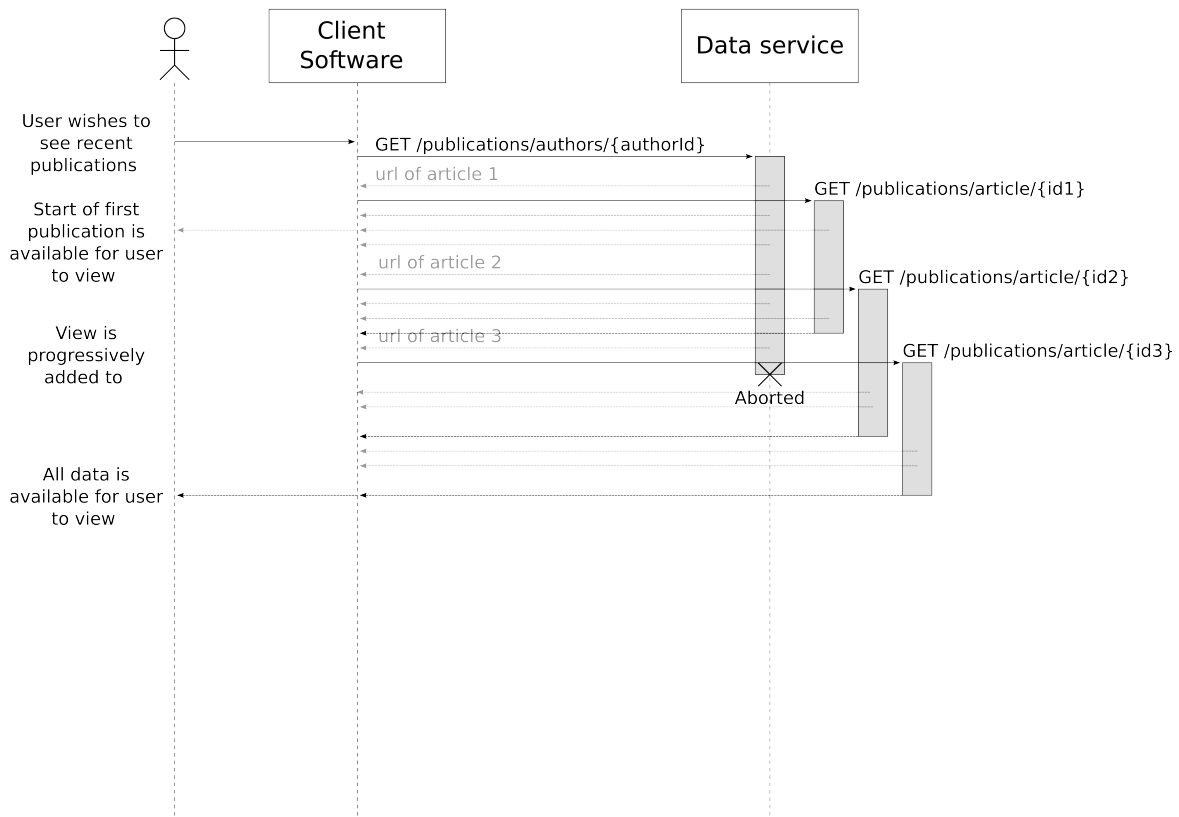 Client
Software
Data service
User wishes to
see recent
publications
GET /publications/authors/{authorId}
url of article 1
GET /publications/article/{id1}
Start of first
publication is
available for user
to view
url of article 2
GET /publications/article/{id2}
View is
progressively
added to
url of article 3
GET /publications/article/{id3}
Aborted
All data is
available for user
to view